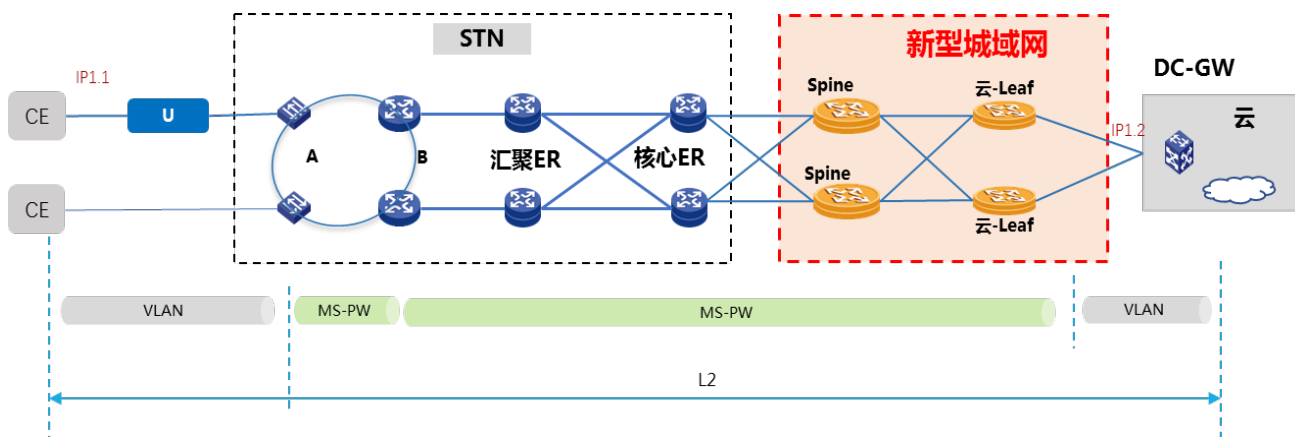 STN
新型城域网
DC-GW
IP1.1
Spine
云-Leaf
云
CE
U
IP1.2
A
B
汇聚ER
核心ER
Spine
CE
云-Leaf
VLAN
MS-PW
MS-PW
VLAN
L2